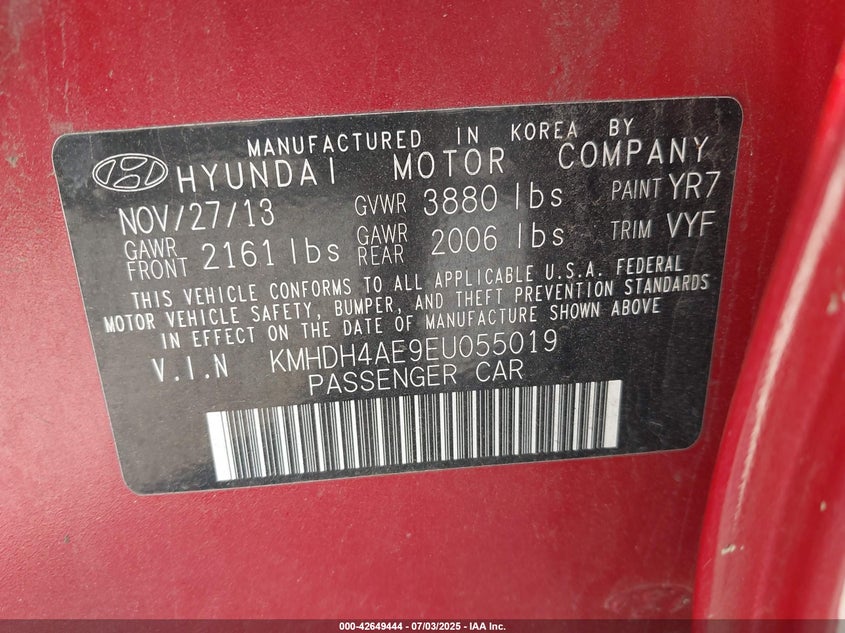 MANUFACTURED IN KOREA BY
HYUNDAI MOTOR COMPANY
NOV/27/13 GVWR 3880 lbs PAINT YR7
GAWR FRONT 2161 lbs GAWR REAR 2006 lbs TRIM VYF
THIS VEHICLE CONFORMS TO ALL APPLICABLE U.S.A. FEDERAL
MOTOR VEHICLE SAFETY, BUMPER, AND THEFT PREVENTION STANDARDS
IN EFFECT ON THE DATE OF MANUFACTURE SHOWN ABOVE
V.I.N KMHDH4AE9EU055019
PASSENGER CAR
000-42649444 | 07/03/2025 - IAA Inc.